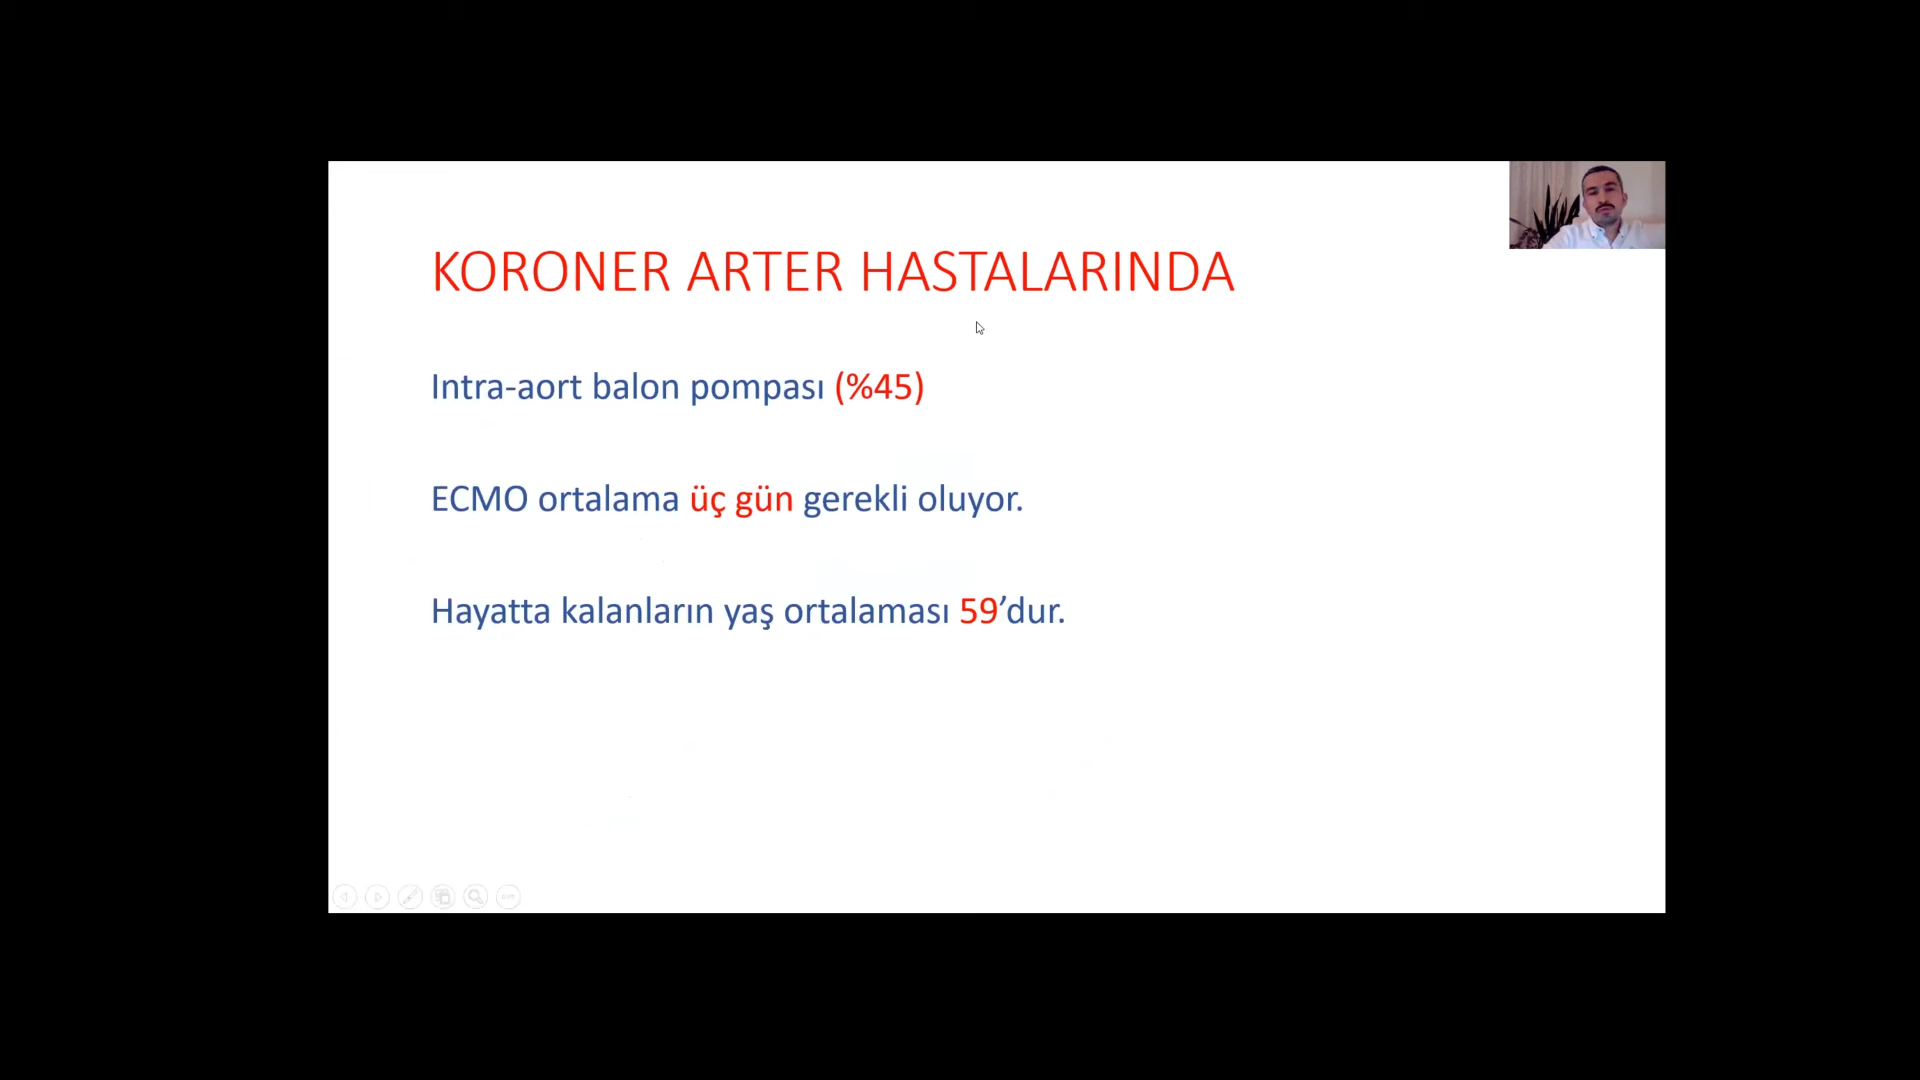 KORONER ARTER HASTALARINDA
Intra-aort balon pompası (%45)
ECMO ortalama üç gün gerekli oluyor.
Hayatta kalanların yaş ortalaması 59’dur.